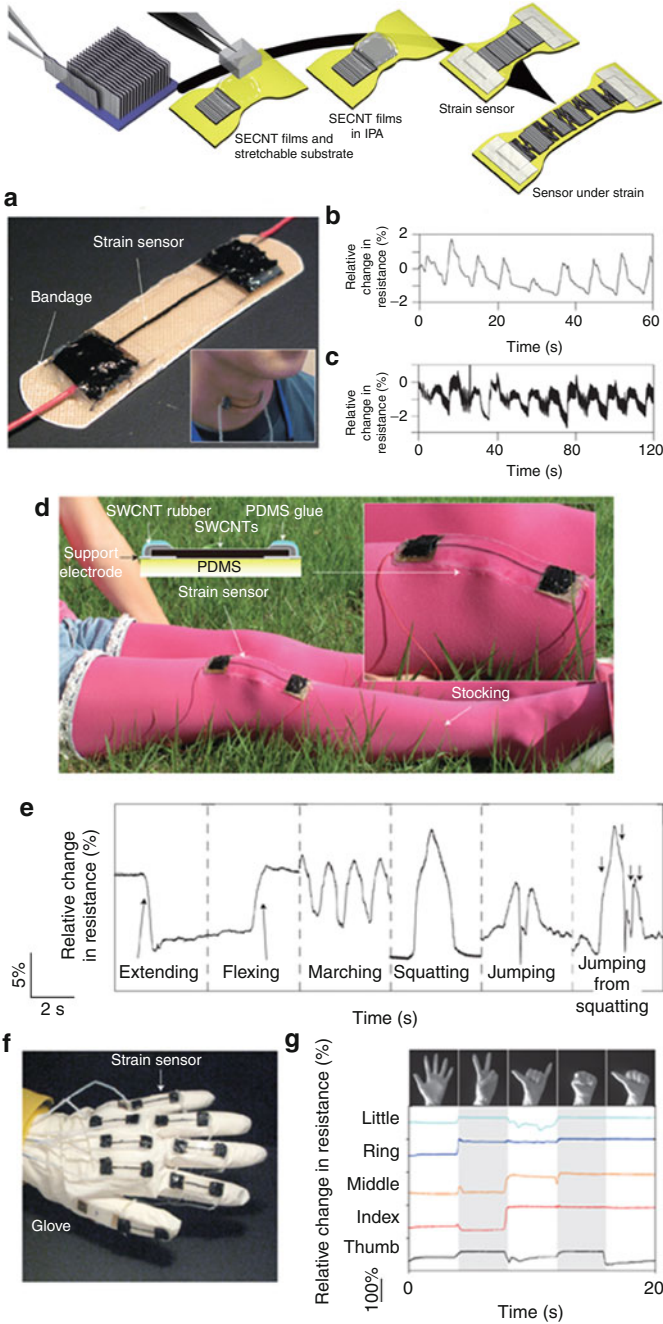 SECNT films and
stretchable substrate
SECNT films
in IPA
Strain sensor
Sensor under strain
a
Strain sensor
Bandage
b
Relative
change in
resistance (%)
2
0
−2
0
20
40
60
Time (s)
c
Relative
change in
resistance (%)
0
−2
0
40
80
120
Time (s)
d
SWCNT rubber
PDMS glue
SWCNTs
Support
electrode
PDMS
Strain sensor
Stocking
e
Relative change
in resistance (%)
5%
2 s
Extending
Flexing
Marching
Squatting
Jumping
Jumping
from
squatting
Time (s)
f
Strain sensor
Glove
g
Relative change in resistance (%)
Little
Ring
Middle
Index
Thumb
100%
0
20
Time (s)